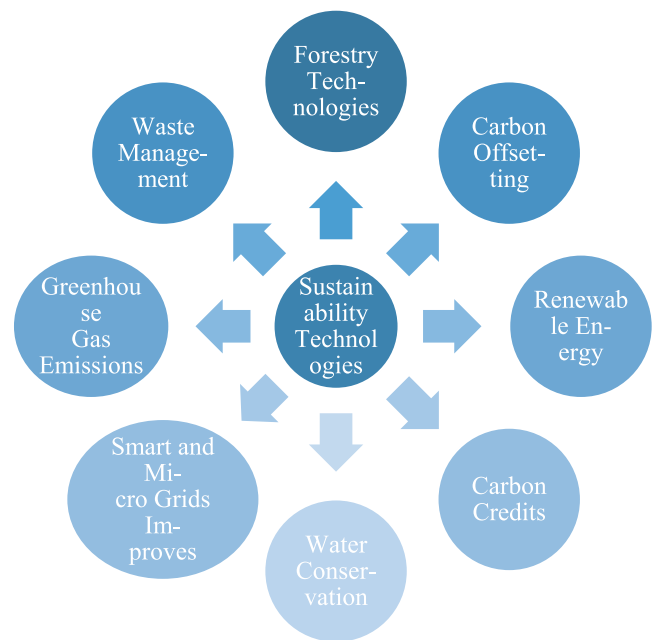 Forestry
Tech-
nologies
Waste
Manage-
ment
Carbon
Offset-
ting
Greenhou
se
Gas
Emissions
Sustain
ability
Technol
ogies
Renewab
le En-
ergy
Smart and
Mi-
cro Grids
Im-
proves
Carbon
Credits
Water
Conser-
vation